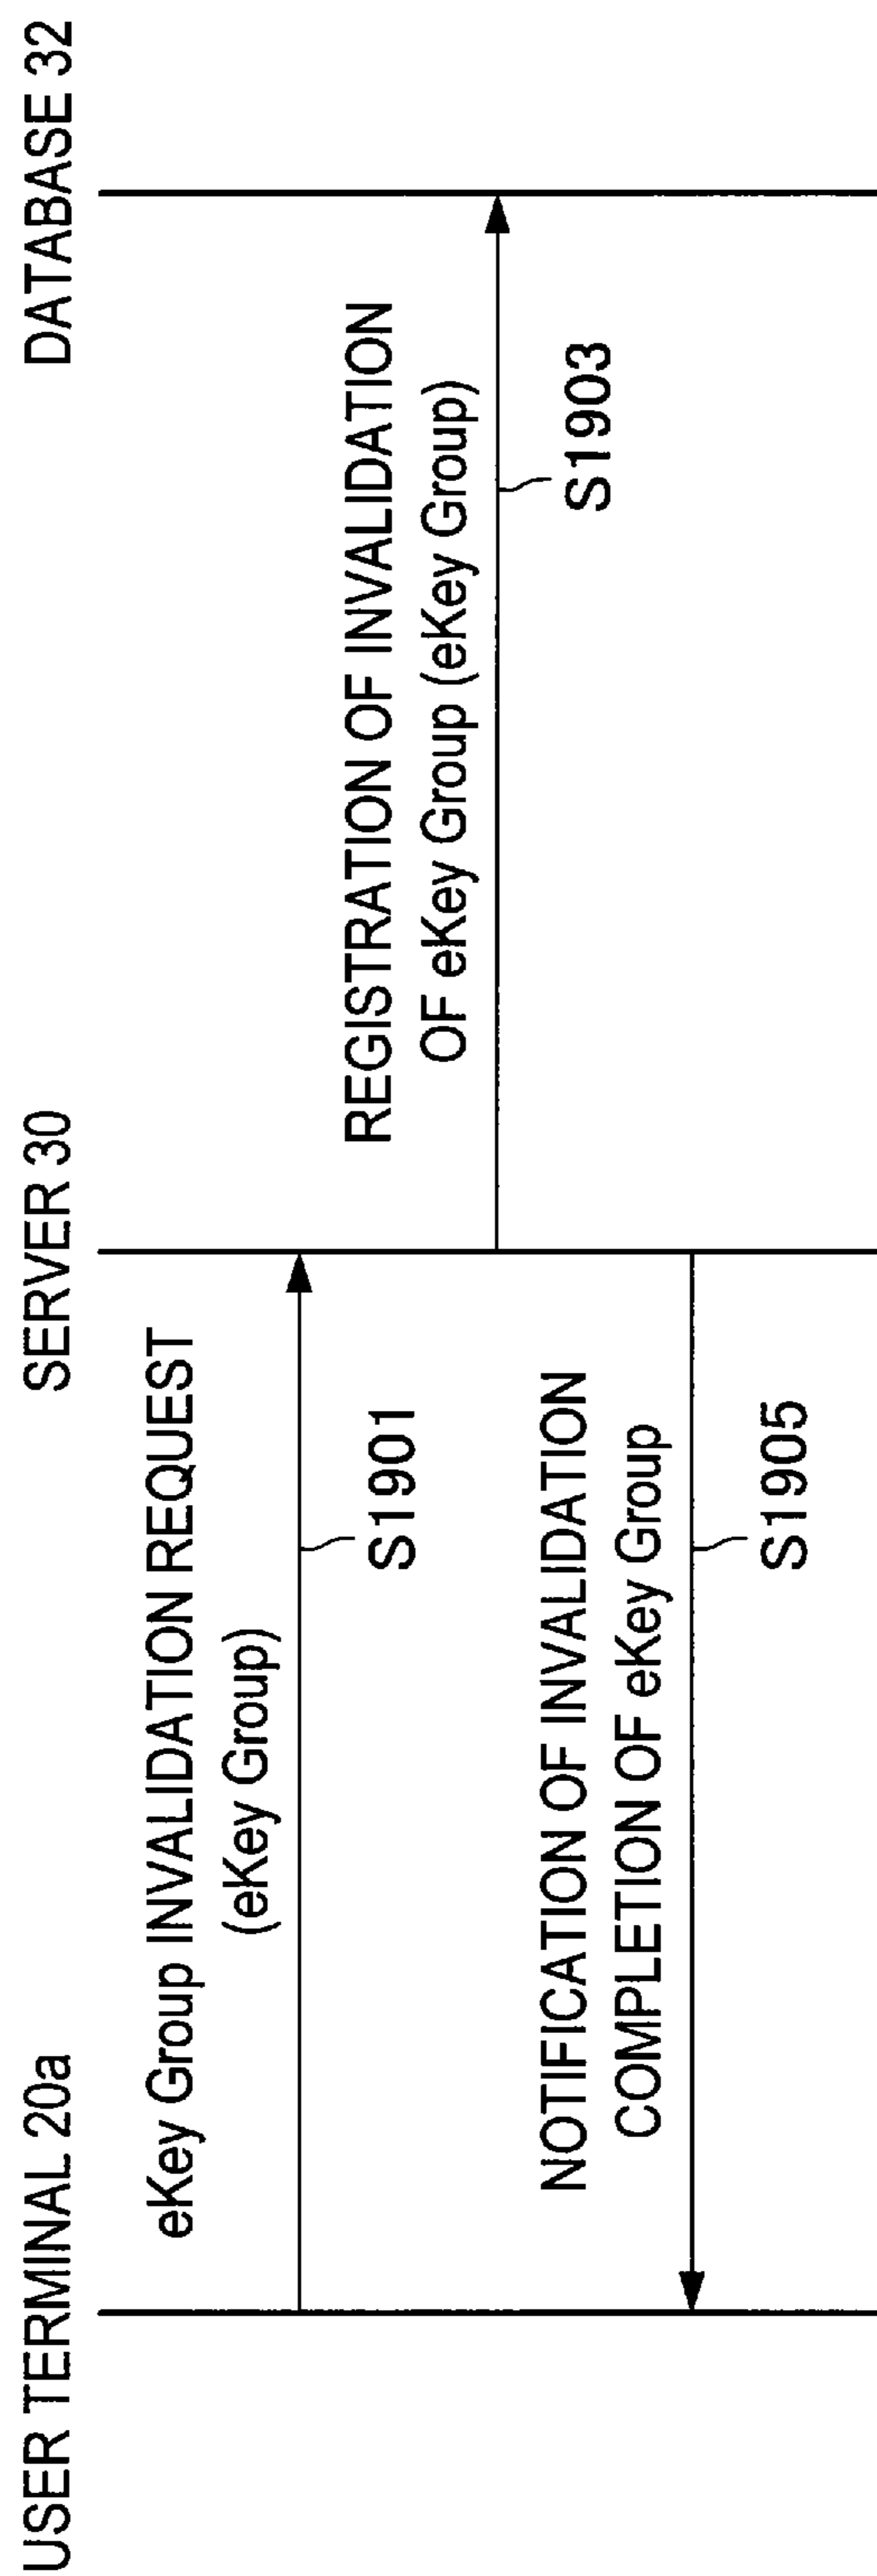 USER TERMINAL 20a
SERVER 30
DATABASE 32
eKey Group INVALIDATION REQUEST
(eKey Group)
S1901
REGISTRATION OF INVALIDATION
OF eKey Group (eKey Group)
S1903
NOTIFICATION OF INVALIDATION
COMPLETION OF eKey Group
S1905